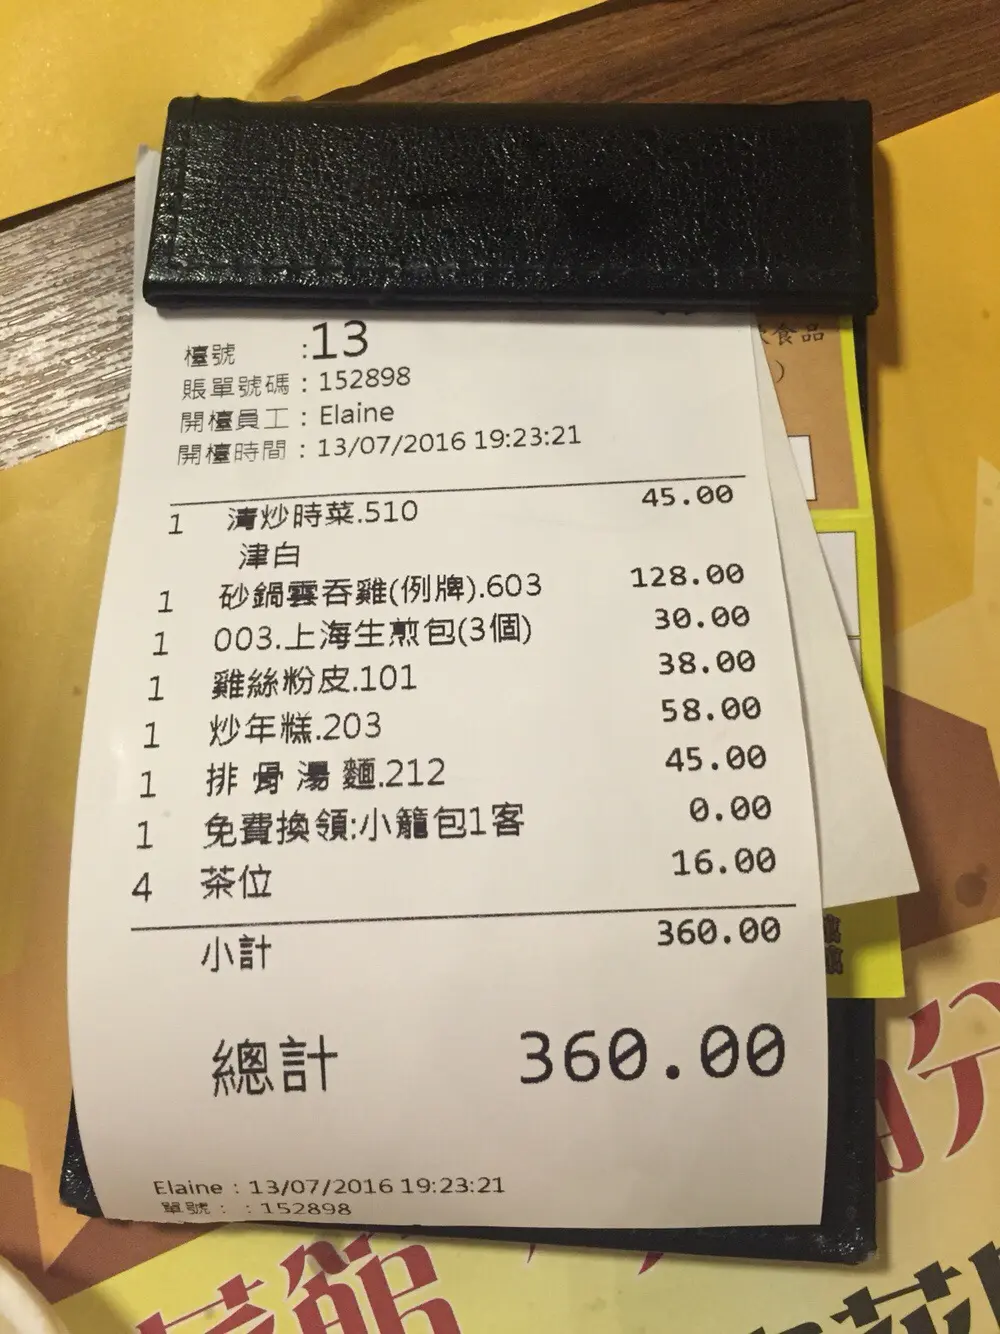 食品
)
檯號 :13
賬單號碼 : 152898
開檯員工 : Elaine
開檯時間 : 13/07/2016 19:23:21
1 清炒時菜.510 45.00
津白
1 砂鍋雲吞雞(例牌).603 128.00
1 003.上海生煎包(3個) 30.00
1 雞絲粉皮.101 38.00
1 炒年糕.203 58.00
1 排 骨 湯 麵.212 45.00
1 免費換領:小籠包1客 0.00
4 茶位 16.00
小計 360.00
總計 360.00
Elaine : 13/07/2016 19:23:21
單號 : : 152898
館